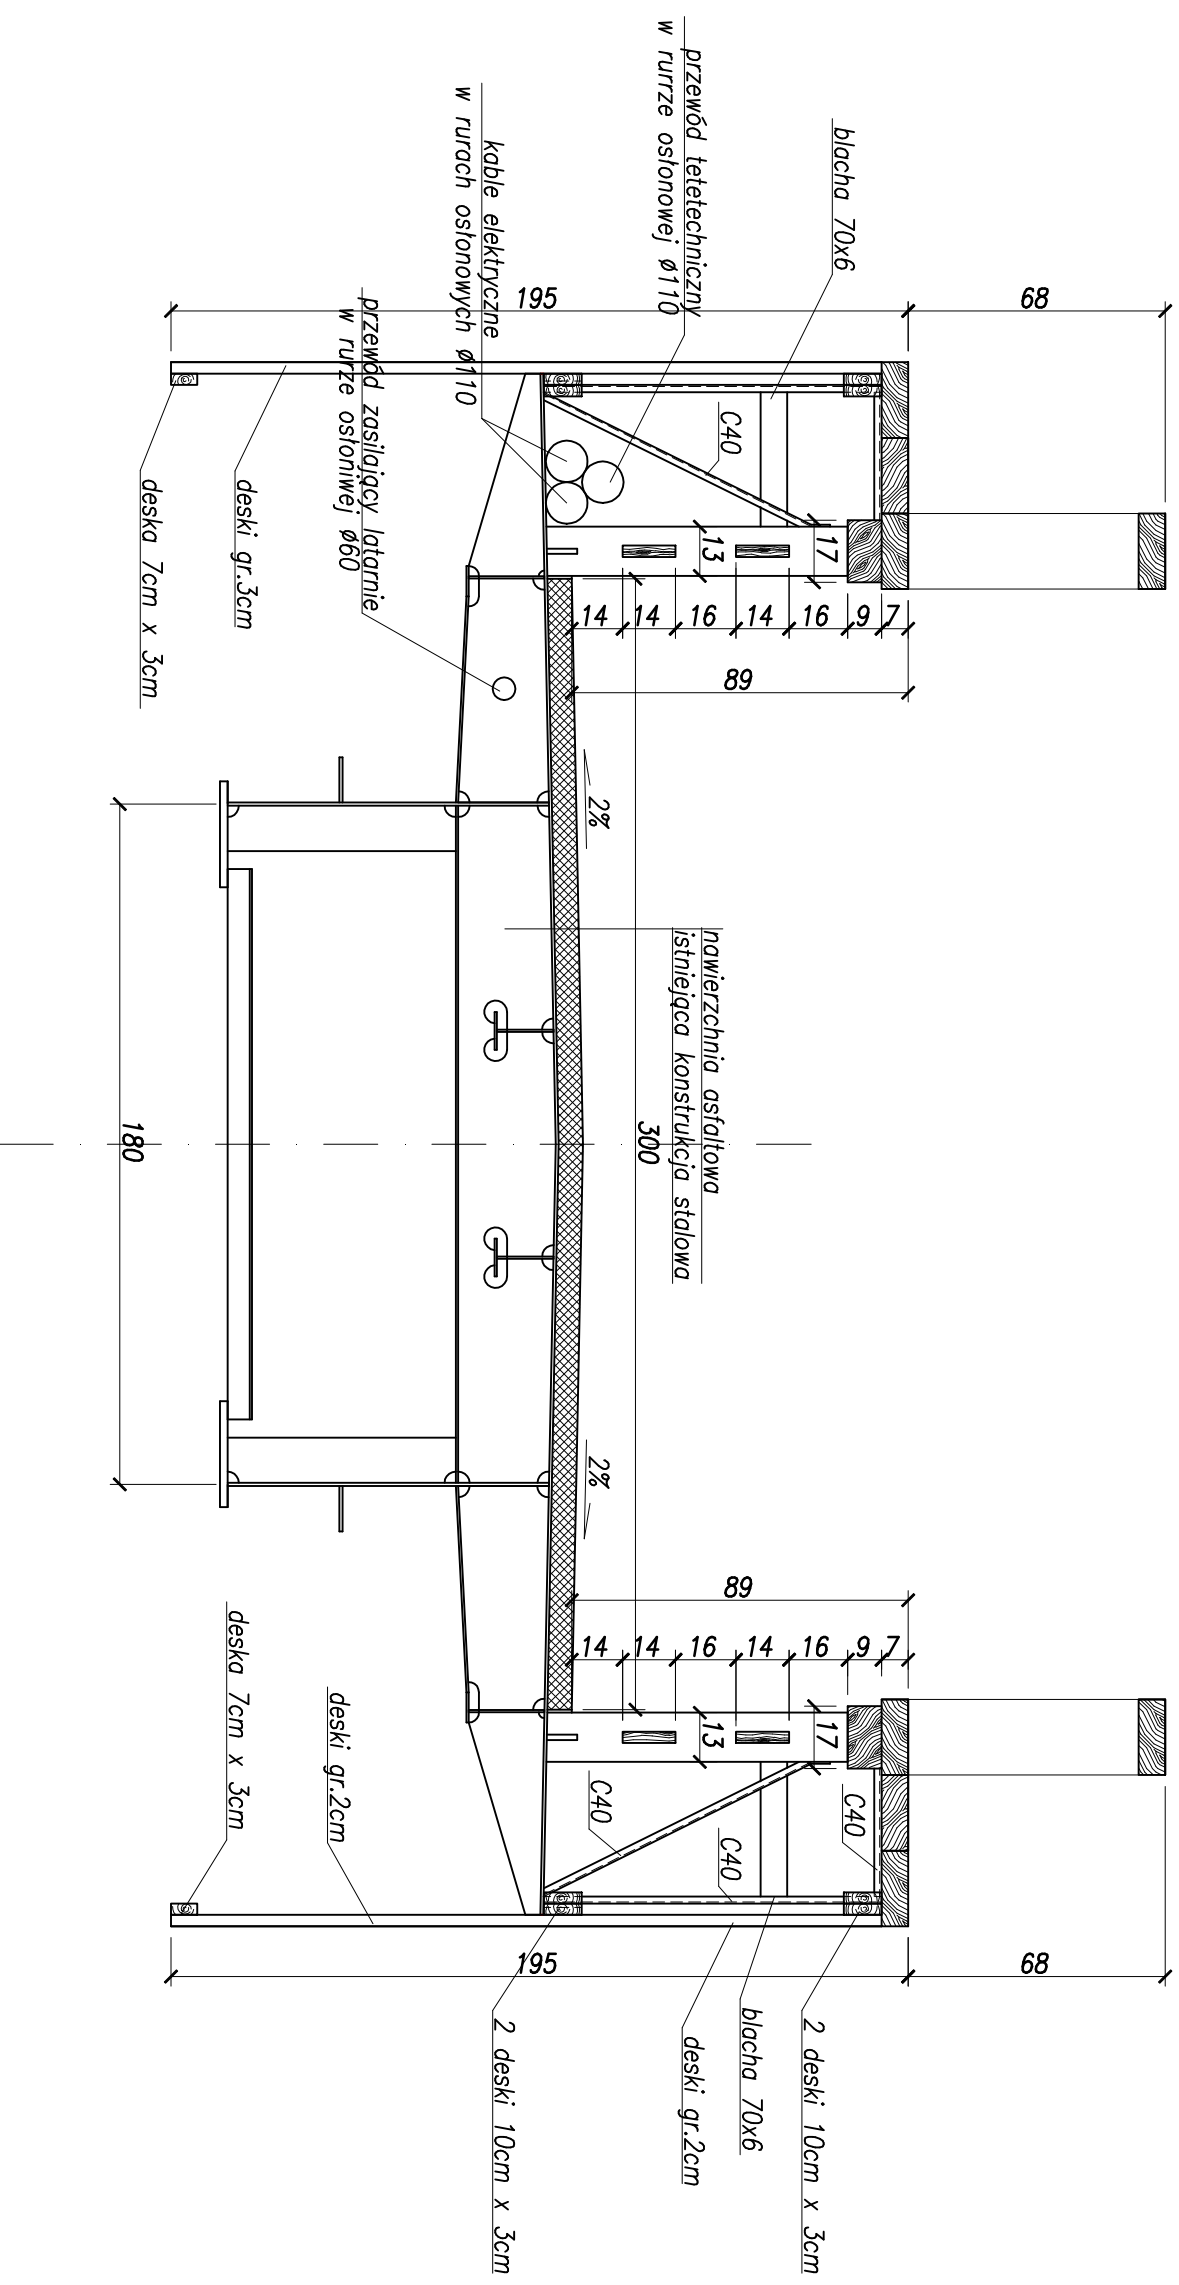 68
68
195
195
blacha 70x6
przewód tetetechniczny
w rurrze osłonowej ø110
kable elektryczne
w rurach osłonowych ø110
przewód zasilający latarnie
w rurze osłoniwej ø60
deski gr.3cm
deska 7cm x 3cm
C40
17
13
7
9
16
14
16
14
14
89
2%
nawierzchnia asfaltowa
istniejąca konstrukcja stalowa
300
180
2%
89
7
9
16
14
16
14
14
17
13
C40
C40
C40
2 deski 10cm x 3cm
blacha 70x6
deski gr.2cm
2 deski 10cm x 3cm
deski gr.2cm
deska 7cm x 3cm